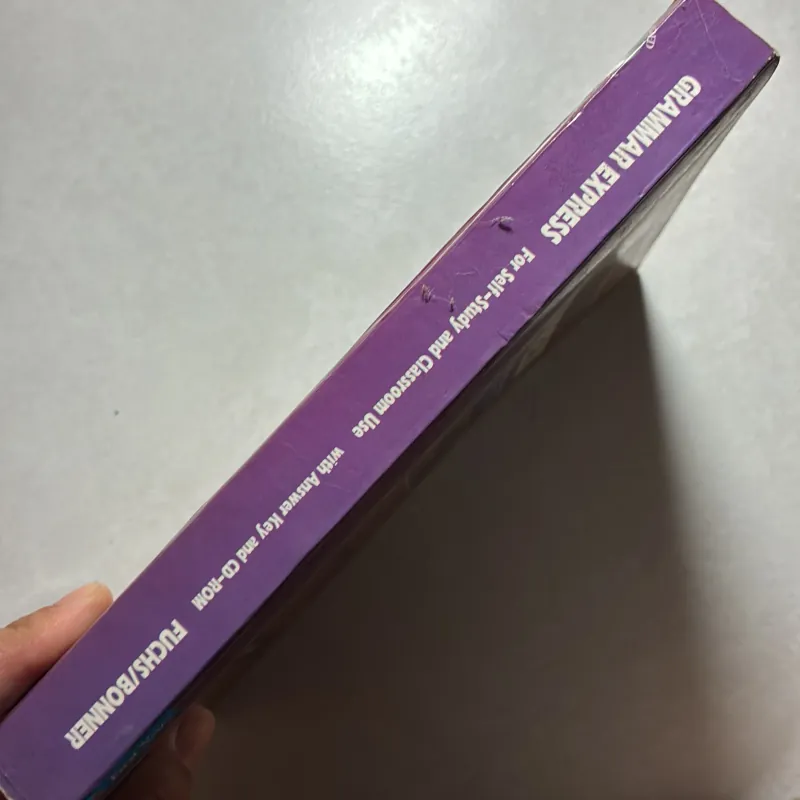 GRAMMAR EXPRESS For Self-Study and Classroom Use with Answer Key and CD-ROM FUCHS/BONNER